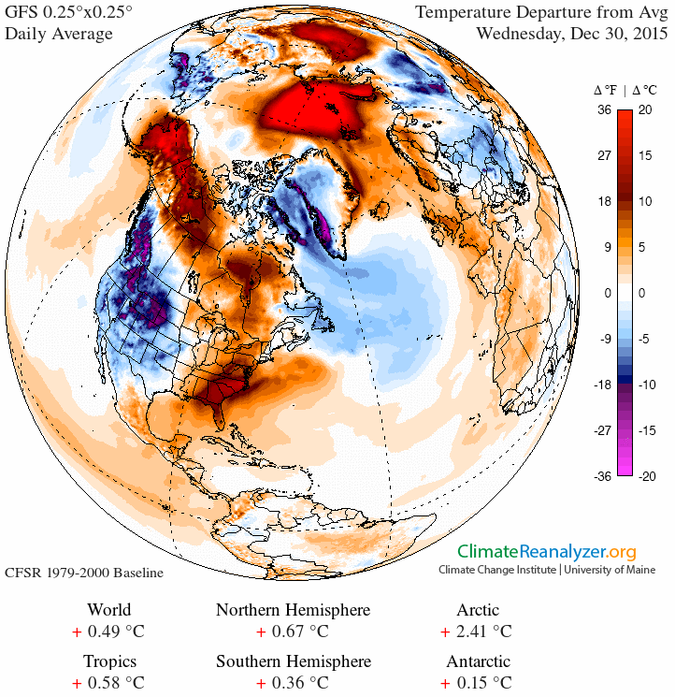 GFS 0.25°x0.25°
Daily Average
Temperature Departure from Avg
Wednesday, Dec 30, 2015
Δ °F | Δ °C
36 20
27 15
18 10
9 5
0 0
-9 -5
-18 -10
-27 -15
-36 -20
ClimateReanalyzer.org
Climate Change Institute | University of Maine
CFSR 1979-2000 Baseline
World Northern Hemisphere Arctic
+ 0.49 °C + 0.67 °C + 2.41 °C
Tropics Southern Hemisphere Antarctic
+ 0.58 °C + 0.36 °C + 0.15 °C